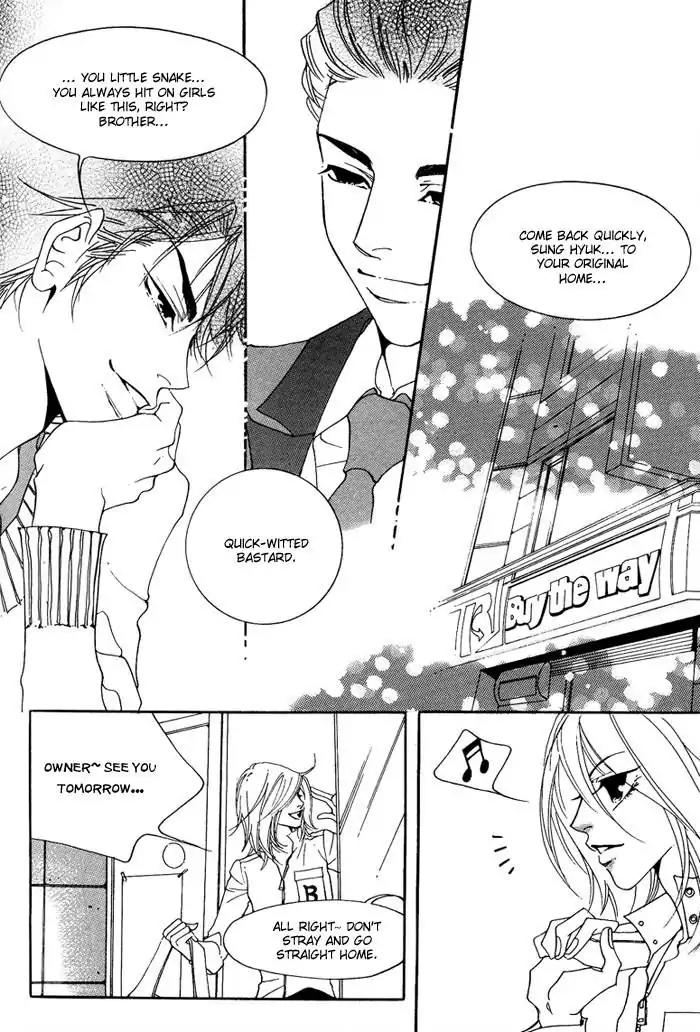 ... YOU LITTLE SNAKE...
YOU ALWAYS HIT ON GIRLS
LIKE THIS, RIGHT?
BROTHER...
COME BACK QUICKLY,
SUNG HYUK... TO
YOUR ORIGINAL
HOME...
QUICK-WITTED
BASTARD.
Buy the way
OWNER~ SEE YOU
TOMORROW...
B
ALL RIGHT~ DON'T
STRAY AND GO
STRAIGHT HOME.